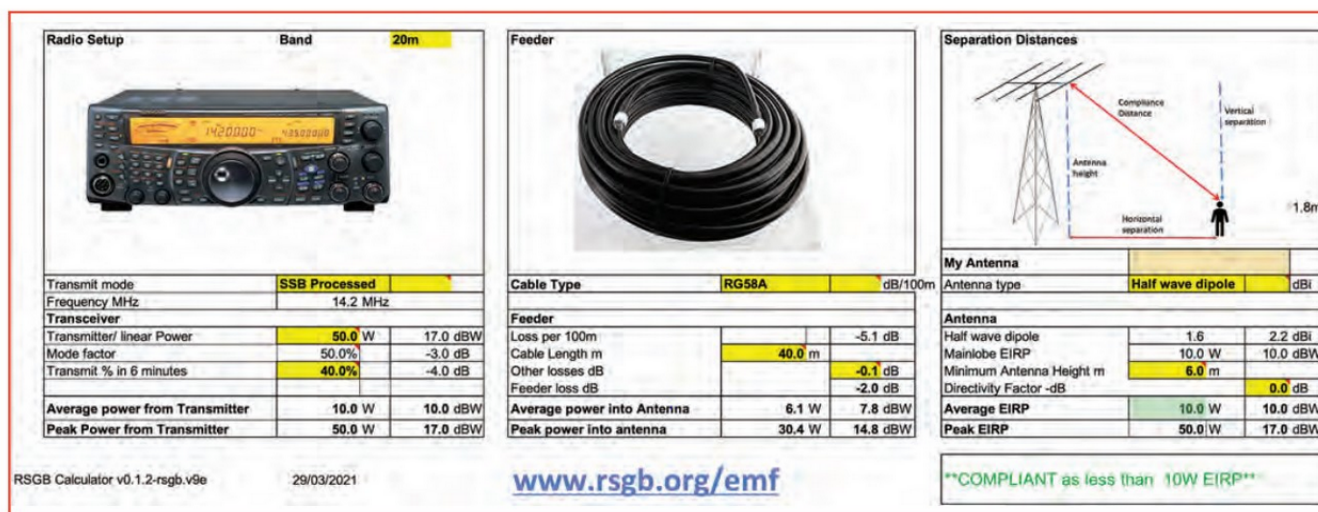 Radio Setup Band 20m
14.20000
Transmit mode SSB Processed
Frequency MHz 14.2 MHz
Transceiver
Transmitter/ linear Power 50.0 W 17.0 dBW
Mode factor 50.0% -3.0 dB
Transmit % in 6 minutes 40.0% -4.0 dB
Average power from Transmitter 10.0 W 10.0 dBW
Peak Power from Transmitter 50.0 W 17.0 dBW
Feeder
Cable Type RG58A dB/100m
Feeder
Loss per 100m -5.1 dB
Cable Length m 40.0 m
Other losses dB -0.1 dB
Feeder loss dB -2.0 dB
Average power into Antenna 6.1 W 7.8 dBW
Peak power into antenna 30.4 W 14.8 dBW
Separation Distances
Compliance
Distance
Vertical
separation
Antenna
height
1.8m
Horizontal
separation
My Antenna
Antenna type Half wave dipole dBi
Antenna
Half wave dipole 1.6 2.2 dBi
Mainlobe EIRP 10.0 W 10.0 dBW
Minimum Antenna Height m 6.0 m
Directivity Factor -dB 0.0 dB
Average EIRP 10.0 W 10.0 dBW
Peak EIRP 50.0 W 17.0 dBW
RSGB Calculator v0.1.2-rsgb.v9e 29/03/2021
www.rsgb.org/emf
**COMPLIANT as less than 10W EIRP**